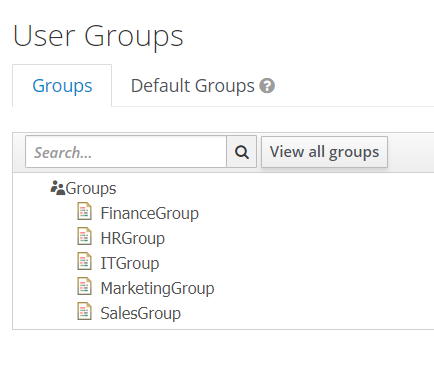 User Groups
Groups Default Groups ?
Search... View all groups
Groups
FinanceGroup
HRGroup
ITGroup
MarketingGroup
SalesGroup